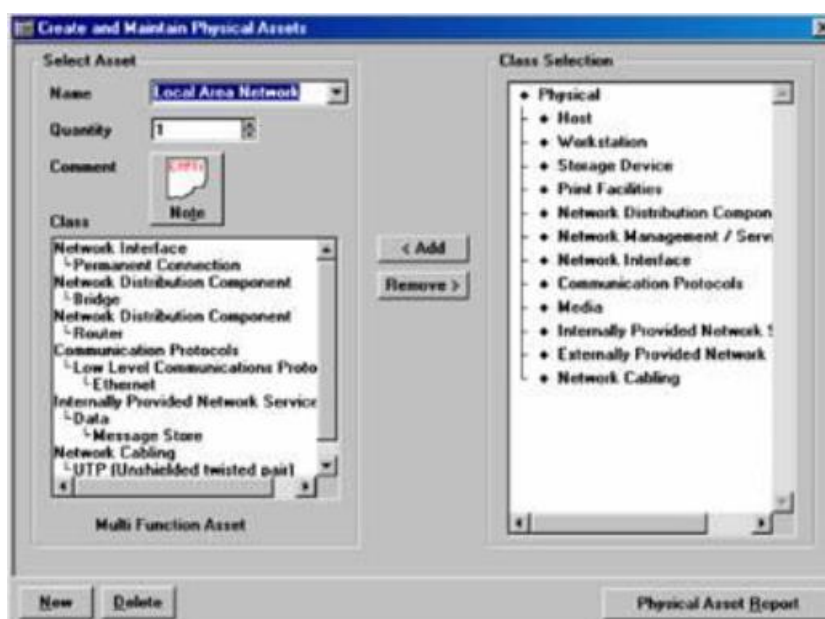 Create and Maintain Physical Assets
Select Asset
Name
Local Area Network
Quantity
1
Comment
Note
Class
Network Interface
Permanent Connection
Network Distribution Component
Bridge
Network Distribution Component
Router
Communication Protocols
Low Level Communications Proto
Ethernet
Internally Provided Network Service
Data
Message Store
Network Cabling
UTP (Unshielded twisted pair)
Multi Function Asset
< Add
Remove >
Class Selection
Physical
Host
Workstation
Storage Device
Print Facilities
Network Distribution Compon
Network Management / Servi
Network Interface
Communication Protocols
Media
Internally Provided Network S
Externally Provided Network
Network Cabling
New
Delete
Physical Asset Report